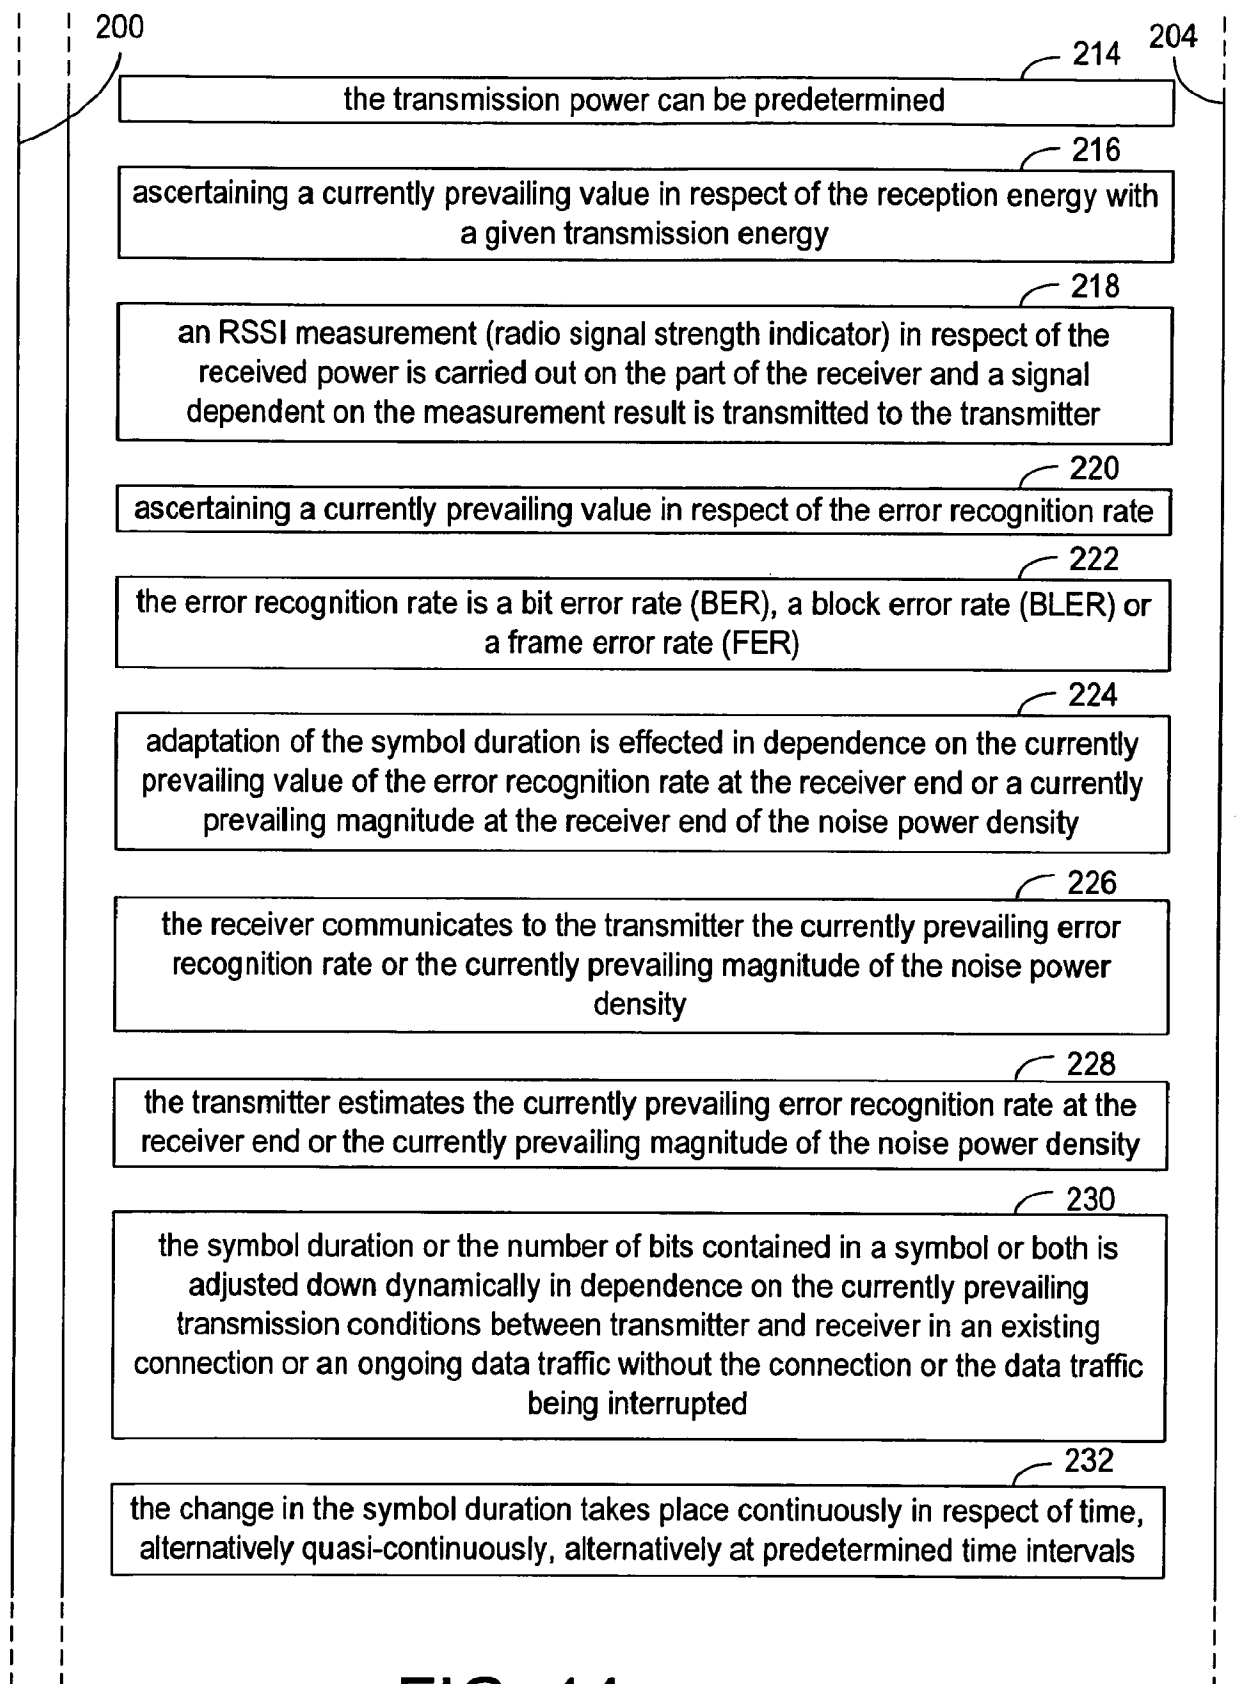 200
204
214
the transmission power can be predetermined
216
ascertaining a currently prevailing value in respect of the reception energy with
a given transmission energy
218
an RSSI measurement (radio signal strength indicator) in respect of the
received power is carried out on the part of the receiver and a signal
dependent on the measurement result is transmitted to the transmitter
220
ascertaining a currently prevailing value in respect of the error recognition rate
222
the error recognition rate is a bit error rate (BER), a block error rate (BLER) or
a frame error rate (FER)
224
adaptation of the symbol duration is effected in dependence on the currently
prevailing value of the error recognition rate at the receiver end or a currently
prevailing magnitude at the receiver end of the noise power density
226
the receiver communicates to the transmitter the currently prevailing error
recognition rate or the currently prevailing magnitude of the noise power
density
228
the transmitter estimates the currently prevailing error recognition rate at the
receiver end or the currently prevailing magnitude of the noise power density
230
the symbol duration or the number of bits contained in a symbol or both is
adjusted down dynamically in dependence on the currently prevailing
transmission conditions between transmitter and receiver in an existing
connection or an ongoing data traffic without the connection or the data traffic
being interrupted
232
the change in the symbol duration takes place continuously in respect of time,
alternatively quasi-continuously, alternatively at predetermined time intervals